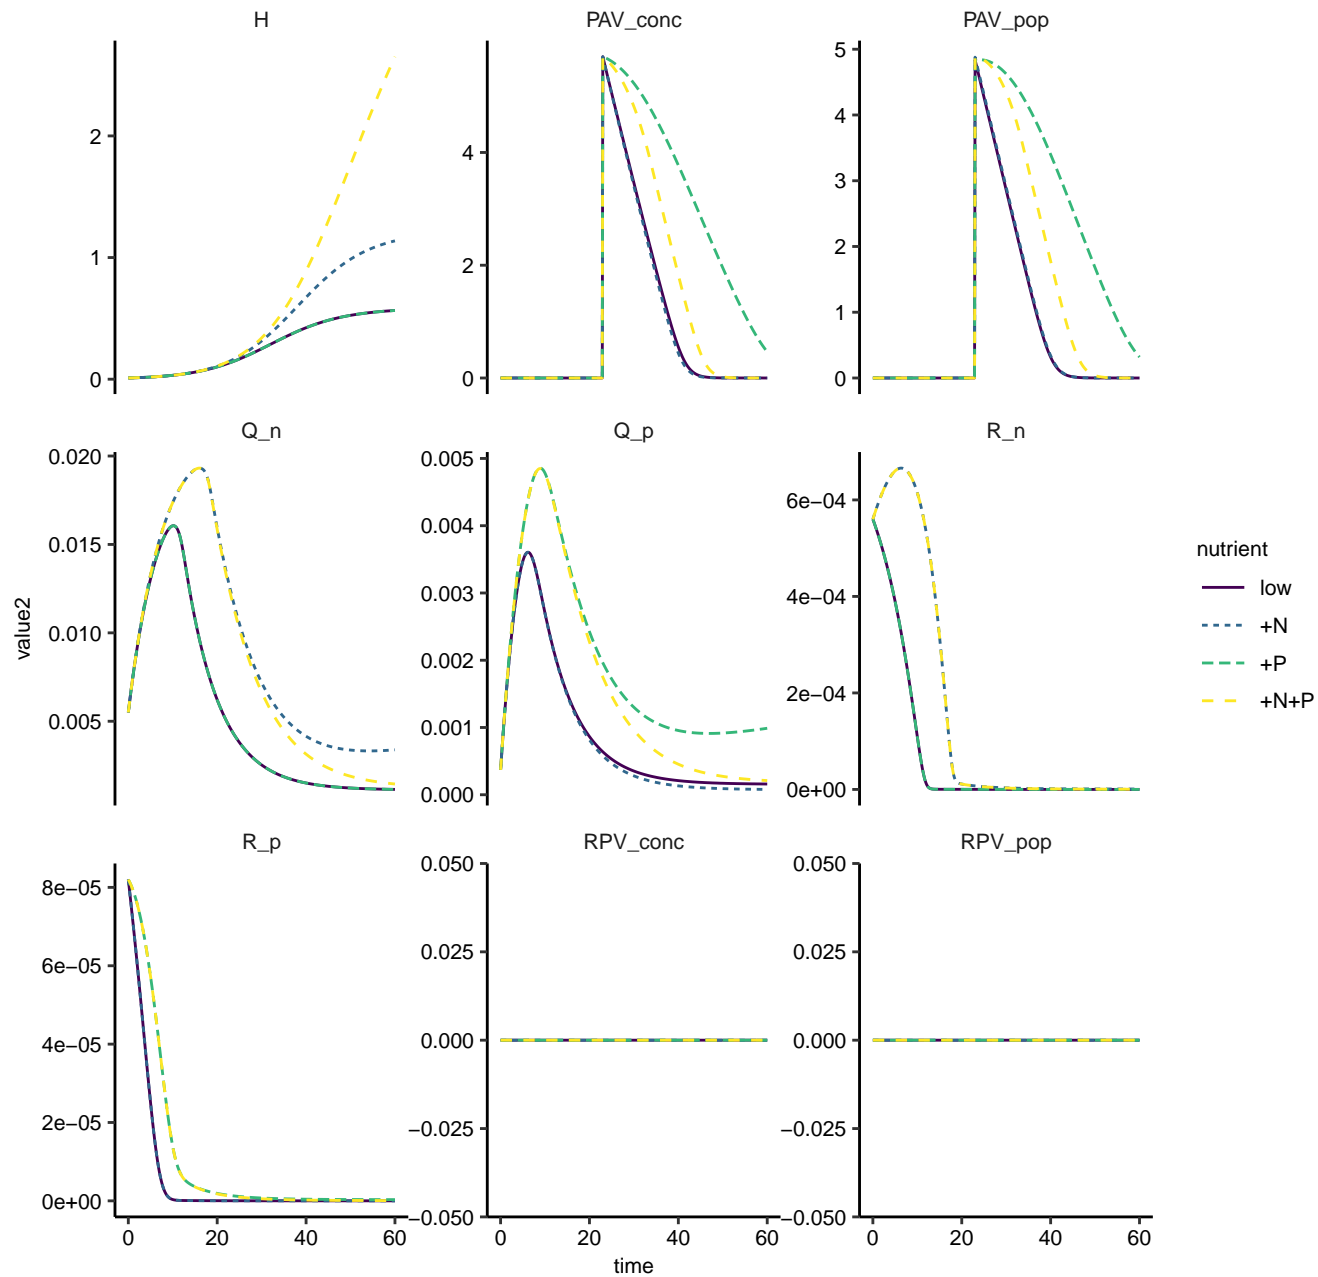 H
PAV_conc
PAV_pop
2
1
0
4
2
0
5
4
3
2
1
0
Q_n
Q_p
R_n
0.020
0.015
0.010
0.005
0.005
0.004
0.003
0.002
0.001
0.000
6e−04
4e−04
2e−04
0e+00
R_p
RPV_conc
RPV_pop
8e−05
6e−05
4e−05
2e−05
0e+00
0.050
0.025
0.000
−0.025
−0.050
0.050
0.025
0.000
−0.025
−0.050
0 20 40 60
0 20 40 60
0 20 40 60
time
value2
nutrient
low
+N
+P
+N+P